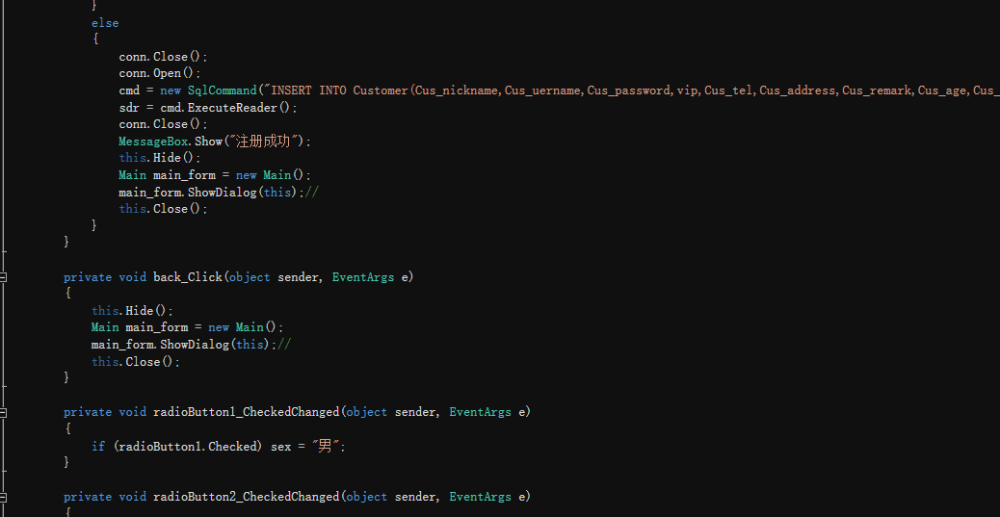 }
else
{
conn.Close();
conn.Open();
cmd = new SqlCommand("INSERT INTO Customer(Cus_nickname,Cus_uername,Cus_password,vip,Cus_tel,Cus_address,Cus_remark,Cus_age,Cus_
sdr = cmd.ExecuteReader();
conn.Close();
MessageBox.Show("注册成功");
this.Hide();
Main main_form = new Main();
main_form.ShowDialog(this);//
this.Close();
}
}
private void back_Click(object sender, EventArgs e)
{
this.Hide();
Main main_form = new Main();
main_form.ShowDialog(this);//
this.Close();
}
private void radioButton1_CheckedChanged(object sender, EventArgs e)
{
if (radioButton1.Checked) sex = "男";
}
private void radioButton2_CheckedChanged(object sender, EventArgs e)
{